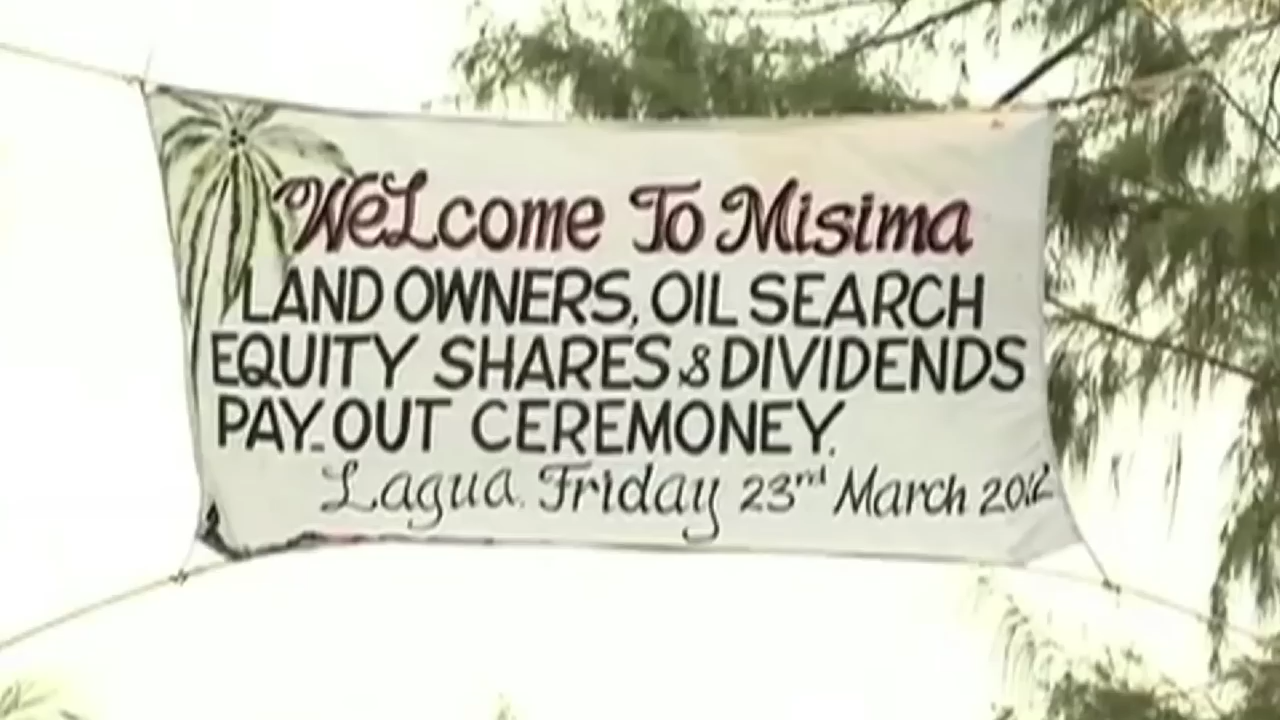 WeLcome To Misima
LAND OWNERS, OIL SEARCH
EQUITY SHARES & DIVIDENDS
PAY-OUT CEREMONEY.
Lagua. Friday 23rd March 2012